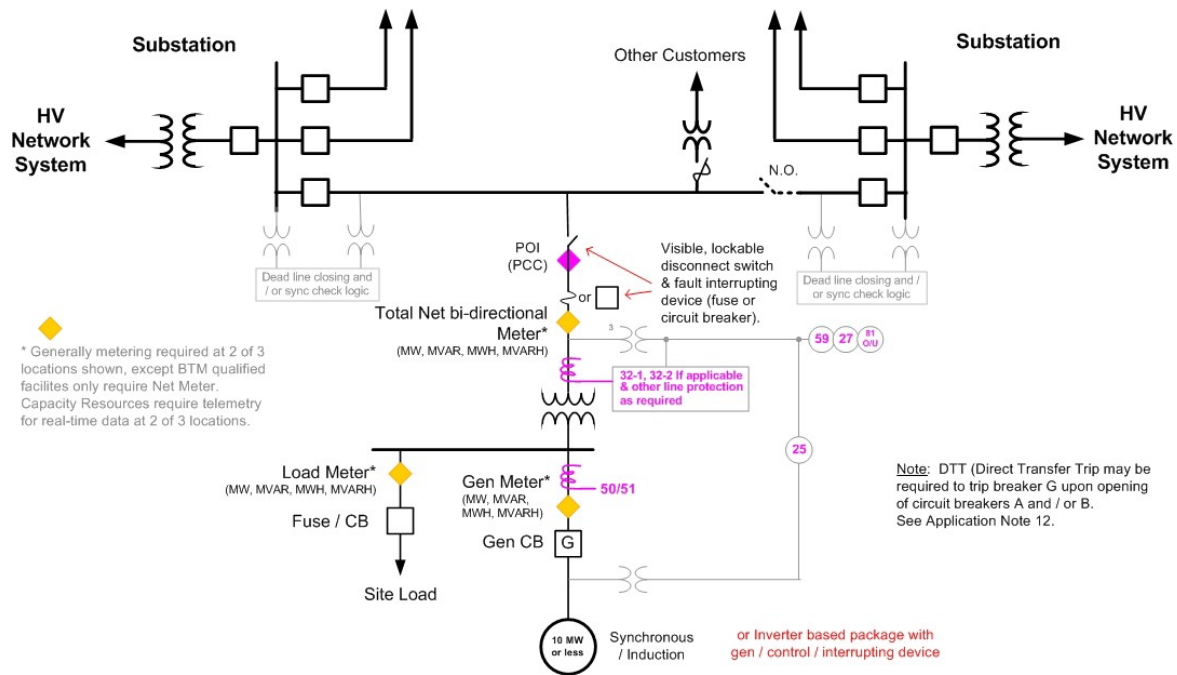 Substation
Substation
Other Customers
HV
Network
System
HV
Network
System
N.O.
POI
(PCC)
Visible, lockable
disconnect switch
& fault interrupting
device (fuse or
circuit breaker).
Dead line closing and
/ or sync check logic
Dead line closing and /
or sync check logic
or
Total Net bi-directional
Meter*
(MW, MVAR, MWH, MVARH)
3
59
27
81
O/U
* Generally metering required at 2 of 3
locations shown, except BTM qualified
facilites only require Net Meter.
Capacity Resources require telemetry
for real-time data at 2 of 3 locations.
32-1, 32-2 If applicable
& other line protection
as required
25
Load Meter*
(MW, MVAR, MWH, MVARH)
Gen Meter*
(MW, MVAR,
MWH, MVARH)
50/51
Note: DTT (Direct Transfer Trip may be
required to trip breaker G upon opening
of circuit breakers A and / or B.
See Application Note 12.
Fuse / CB
Gen CB
G
Site Load
10 MW
or less
Synchronous
/ Induction
or Inverter based package with
gen / control / interrupting device